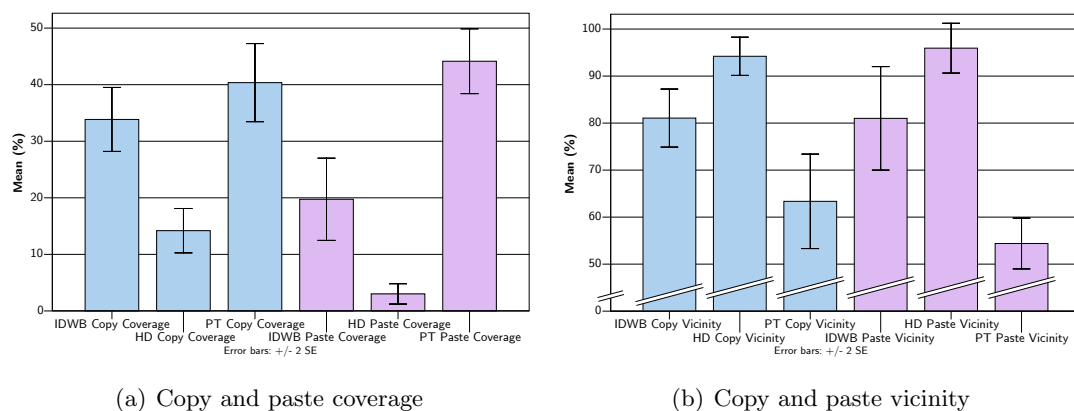 50
40
30
20
10
0
Mean (%)
IDWB Copy Coverage
HD Copy Coverage
PT Copy Coverage
IDWB Paste Coverage
HD Paste Coverage
PT Paste Coverage
Error bars: +/- 2 SE
(a) Copy and paste coverage
100
90
80
70
60
50
0
Mean (%)
IDWB Copy Vicinity
HD Copy Vicinity
PT Copy Vicinity
IDWB Paste Vicinity
HD Paste Vicinity
PT Paste Vicinity
Error bars: +/- 2 SE
(b) Copy and paste vicinity